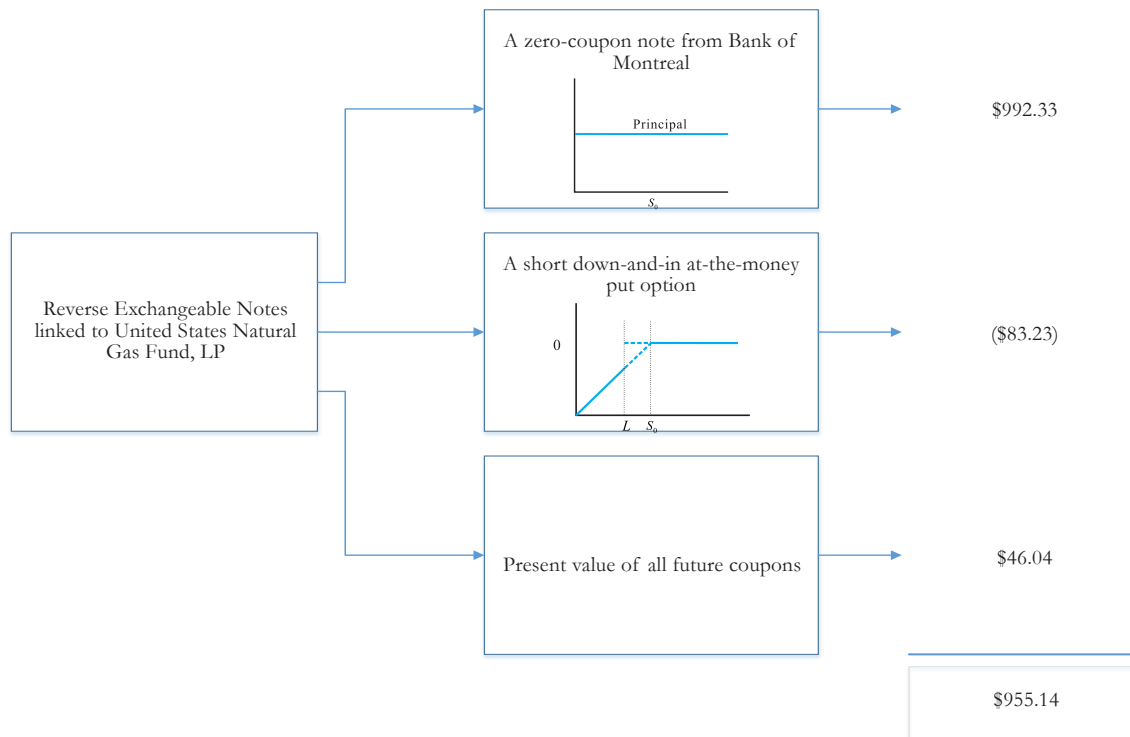 A zero-coupon note from Bank of
Montreal
Principal
S₀
$992.33
Reverse Exchangeable Notes
linked to United States Natural
Gas Fund, LP
A short down-and-in at-the-money
put option
0
L S₀
($83.23)
Present value of all future coupons
$46.04
$955.14